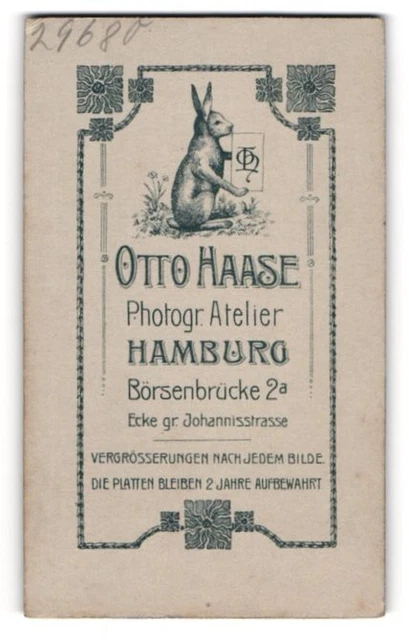 29680
OH
OTTO HAASE
Photogr. Atelier
HAMBURG
Börsenbrücke 2a
Ecke gr. Johannisstrasse
VERGRÖSSERUNGEN NACH JEDEM BILDE.
DIE PLATTEN BLEIBEN 2 JAHRE AUFBEWAHRT